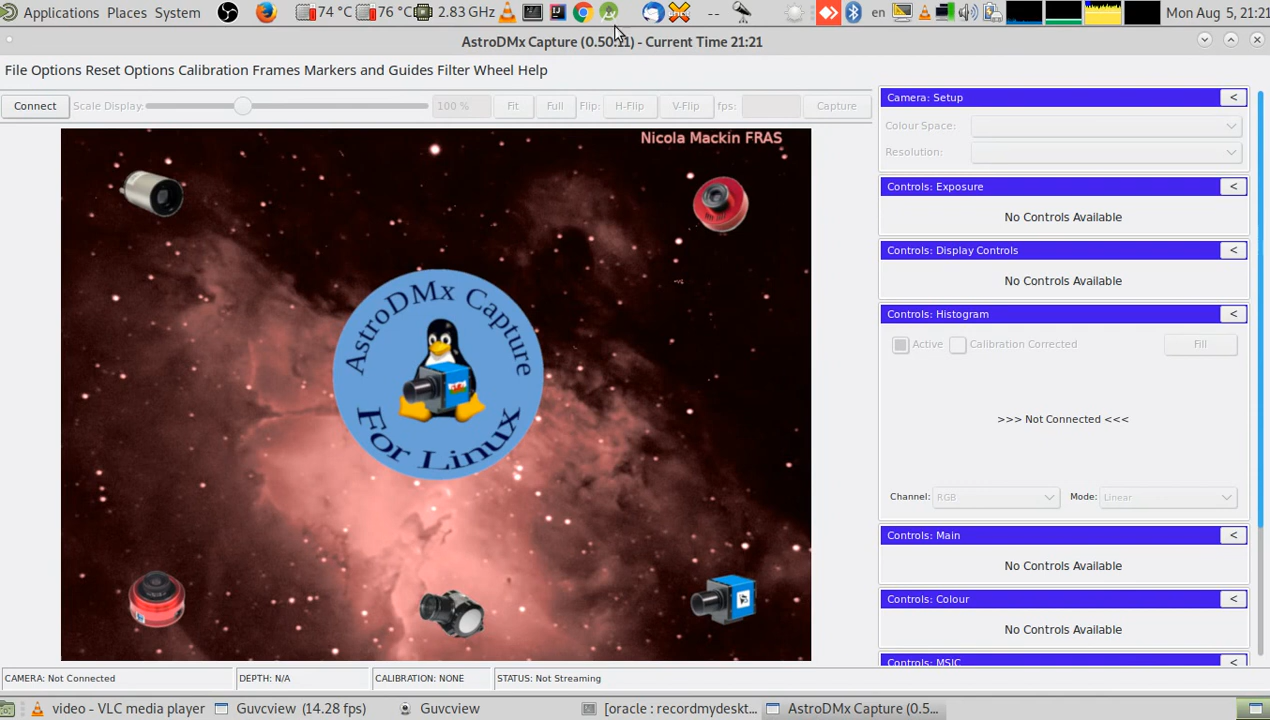 Applications Places System 74 °C 76 °C 2.83 GHz -- en Mon Aug 5, 21:21
AstroDMx Capture (0.50.11) - Current Time 21:21
File Options Reset Options Calibration Frames Markers and Guides Filter Wheel Help
Connect Scale Display: 100 % Fit Full Flip: H-Flip V-Flip fps: Capture
Nicola Mackin FRAS
AstroDMx Capture
For Linux
Camera: Setup <
Colour Space:
Resolution:
Controls: Exposure <
No Controls Available
Controls: Display Controls <
No Controls Available
Controls: Histogram <
Active Calibration Corrected Fill
>>> Not Connected <<<
Channel: RGB Mode: Linear
Controls: Main <
No Controls Available
Controls: Colour <
No Controls Available
Controls: MSIC <
CAMERA: Not Connected DEPTH: N/A CALIBRATION: NONE STATUS: Not Streaming
video - VLC media player Guvcview (14.28 fps) Guvcview [oracle : recordmydeskt... AstroDMx Capture (0.5...